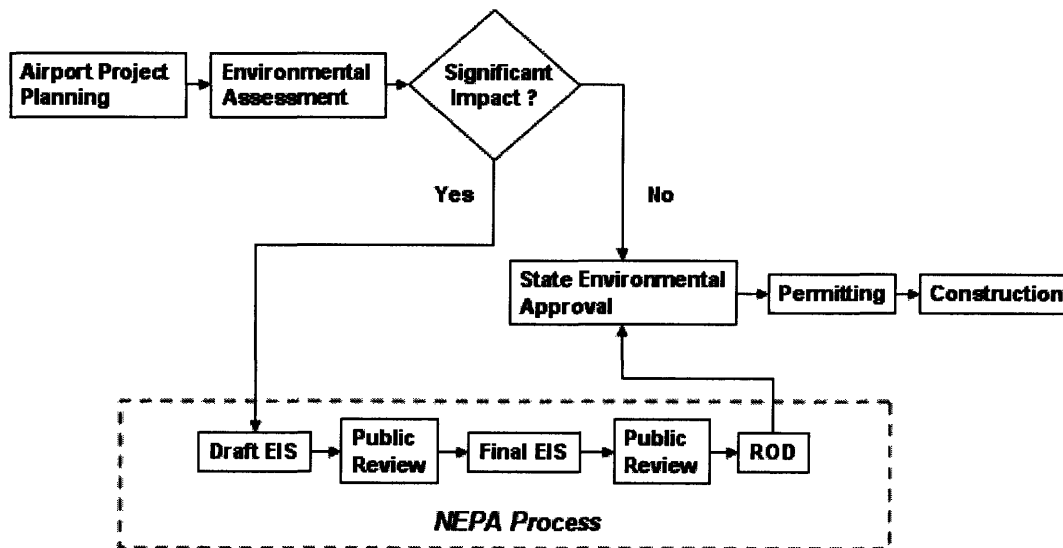 Airport Project
Planning
Environmental
Assessment
Significant
Impact ?
Yes
No
State Environmental
Approval
Permitting
Construction
Draft EIS
Public
Review
Final EIS
Public
Review
ROD
NEPA Process